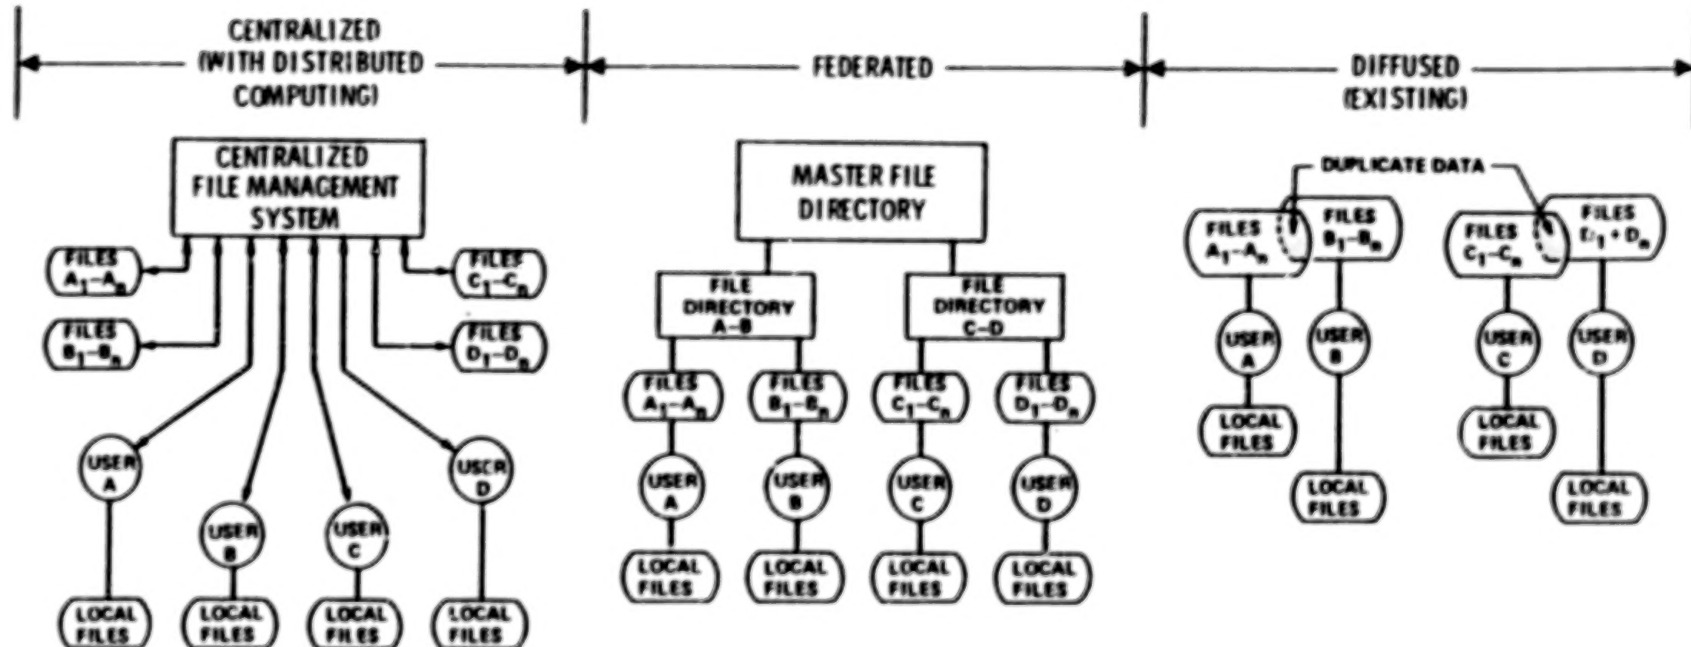 CENTRALIZED
(WITH DISTRIBUTED
COMPUTING)
FEDERATED
DIFFUSED
(EXISTING)
CENTRALIZED
FILE MANAGEMENT
SYSTEM
FILES
A₁–Aₙ
FILES
B₁–Bₙ
FILES
C₁–Cₙ
FILES
D₁–Dₙ
USER
A
USER
B
USER
C
USER
D
LOCAL
FILES
LOCAL
FILES
LOCAL
FILES
LOCAL
FILES
MASTER FILE
DIRECTORY
FILE
DIRECTORY
A–B
FILE
DIRECTORY
C–D
FILES
A₁–Aₙ
FILES
B₁–Bₙ
FILES
C₁–Cₙ
FILES
D₁–Dₙ
USER
A
USER
B
USER
C
USER
D
LOCAL
FILES
LOCAL
FILES
LOCAL
FILES
LOCAL
FILES
DUPLICATE DATA
FILES
A₁–Aₙ
FILES
B₁–Bₙ
FILES
C₁–Cₙ
FILES
D₁+Dₙ
USER
A
USER
B
USER
C
USER
D
LOCAL
FILES
LOCAL
FILES
LOCAL
FILES
LOCAL
FILES